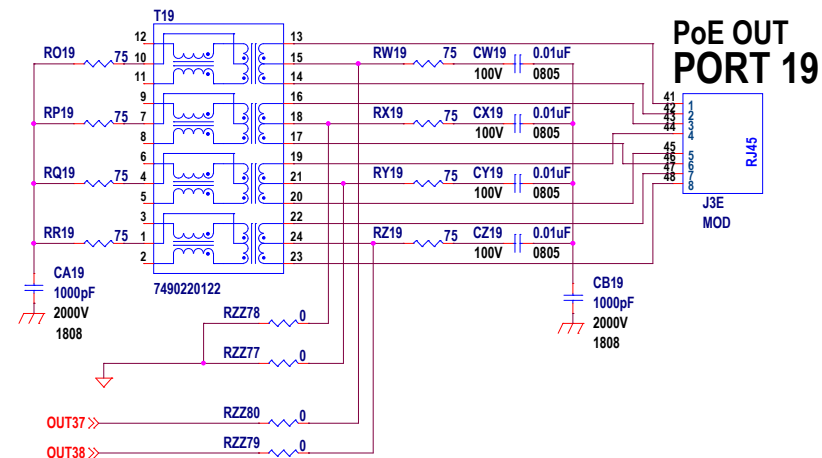 T19
PoE OUT
PORT 19
12
13
RO19
75
10
15
RW19
75
CW19
0.01uF
100V
0805
11
14
9
16
RP19
75
7
18
RX19
75
CX19
0.01uF
100V
0805
8
17
6
19
RQ19
75
4
21
RY19
75
CY19
0.01uF
100V
0805
5
20
3
22
RR19
75
1
24
RZ19
75
CZ19
0.01uF
100V
0805
2
23
41
1
42
2
43
3
44
4
45
5
46
6
47
7
48
8
RJ45
J3E
MOD
CA19
1000pF
2000V
1808
7490220122
CB19
1000pF
2000V
1808
RZZ78
0
RZZ77
0
OUT37
RZZ80
0
OUT38
RZZ79
0